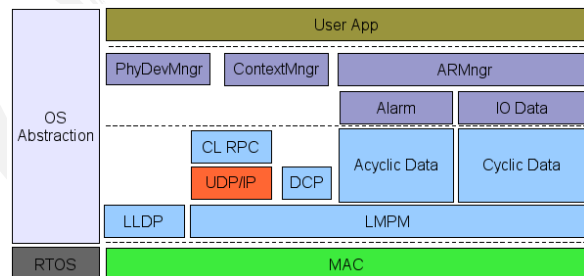 User App
PhyDevMngr
ContextMngr
ARMngr
OS
Abstraction
Alarm
IO Data
CL RPC
Acyclic Data
Cyclic Data
UDP/IP
DCP
LLDP
LMPM
RTOS
MAC